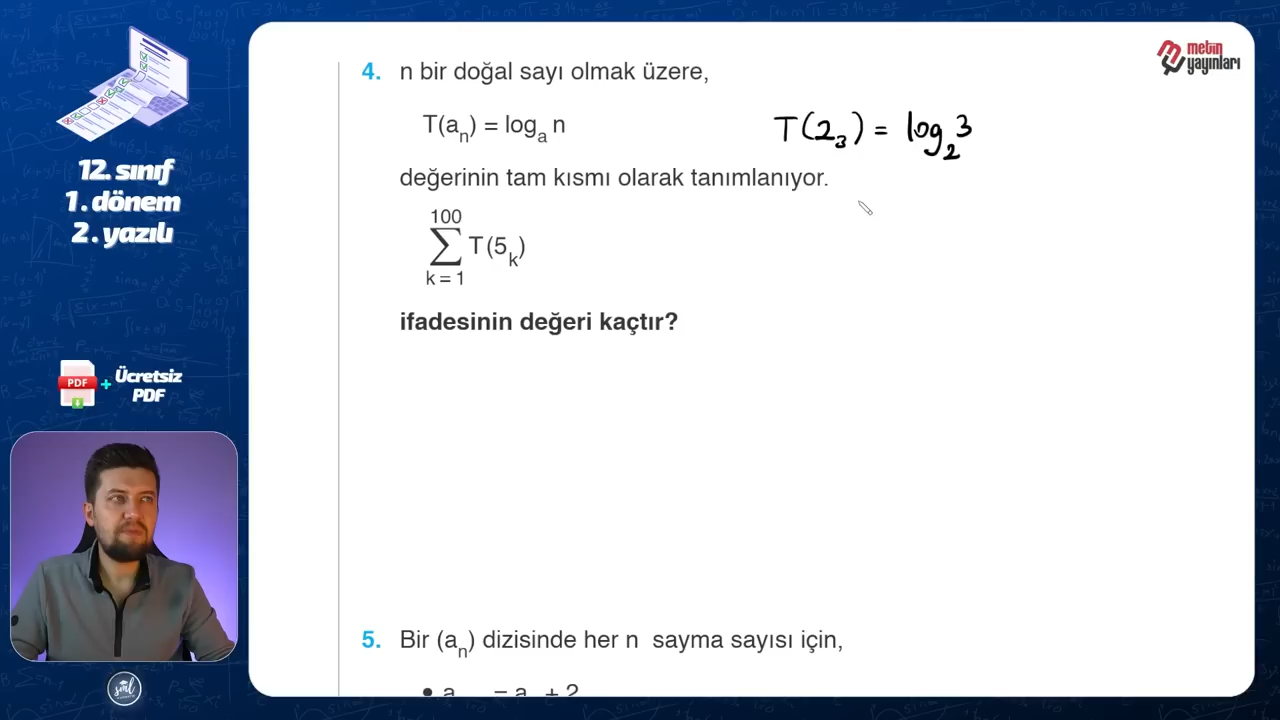 12. sınıf
1. dönem
2. yazılı
PDF
+
Ücretsiz
PDF
sml
metin
yayınları
4. n bir doğal sayı olmak üzere,
T(aₙ) = logₐ n
T(2₃) = log₂ 3
değerinin tam kısmı olarak tanımlanıyor.
100
∑ T(5ₖ)
k = 1
ifadesinin değeri kaçtır?
5. Bir (aₙ) dizisinde her n sayma sayısı için,